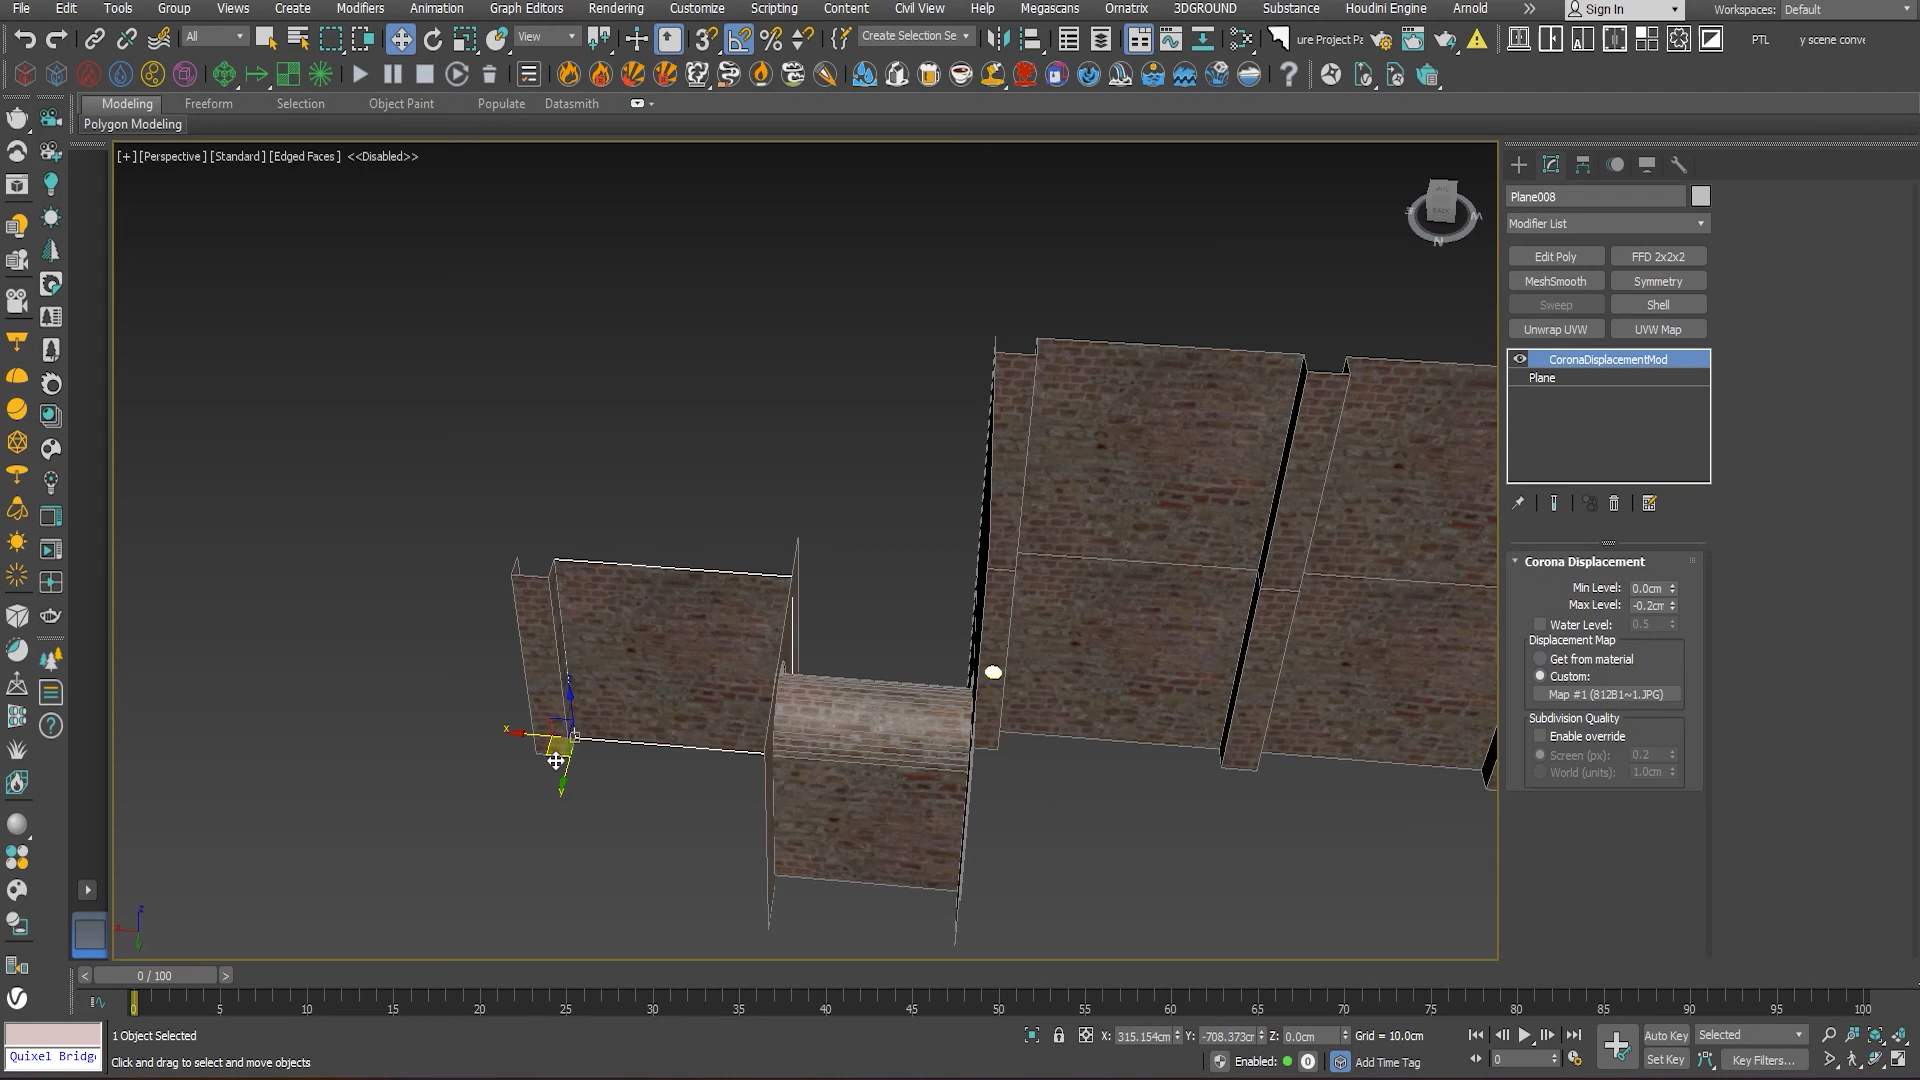 File Edit Tools Group Views Create Modifiers Animation Graph Editors Rendering Customize Scripting Content Civil View Help Megascans Ornatrix 3DGROUND Substance Houdini Engine Arnold Sign In Workspaces: Default
All View Create Selection Se ure Project Pa PTL y scene conve
Modeling Freeform Selection Object Paint Populate Datasmith
Polygon Modeling
[+] [Perspective] [Standard] [Edged Faces] <<Disabled>>
BACK
N
Plane008
Modifier List
Edit Poly FFD 2x2x2
MeshSmooth Symmetry
Sweep Shell
Unwrap UVW UVW Map
CoronaDisplacementMod
Plane
Corona Displacement
Min Level: 0.0cm
Max Level: -0.2cm
Water Level: 0.5
Displacement Map
Get from material
Custom:
Map #1 (812B1~1.JPG)
Subdivision Quality
Enable override
Screen (px): 0.2
World (units): 1.0cm
x
y
z
0 / 100
0 5 10 15 20 25 30 35 40 45 50 55 60 65 70 75 80 85 90 95 100
1 Object Selected X: 315.154cm Y: -708.373cm Z: 0.0cm Grid = 10.0cm Auto Key Selected
Quixel Bridg Click and drag to select and move objects Enabled: 0 Add Time Tag 0 Set Key Key Filters...